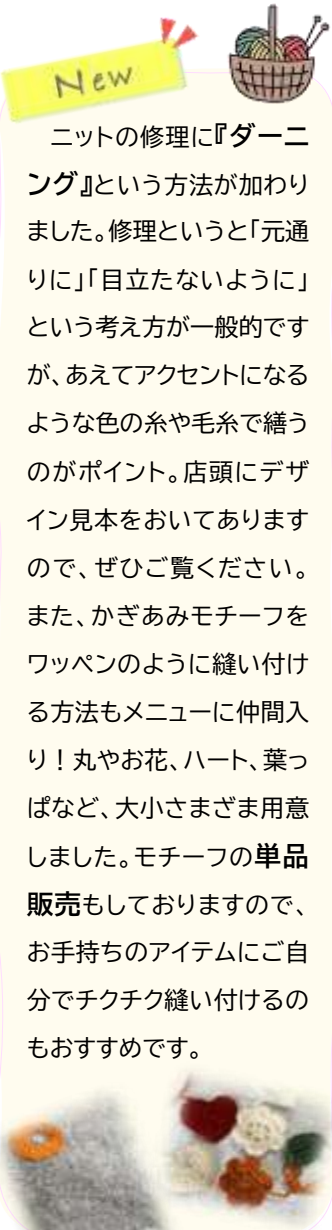 New
ニットの修理に『ダーニ
ング』という方法が加わり
ました。修理というと「元通
りに」「目立たないように」
という考え方が一般的です
が、あえてアクセントになる
ような色の糸や毛糸で繕う
のがポイント。店頭にデザ
イン見本をおいてあります
ので、ぜひご覧ください。
また、かぎあみモチーフを
ワッペンのように縫い付け
る方法もメニューに仲間入
り！丸やお花、ハート、葉っ
ぱなど、大小さまざま用意
しました。モチーフの単品
販売もしておりますので、
お手持ちのアイテムにご自
分でチクチク縫い付けるの
もおすすめです。